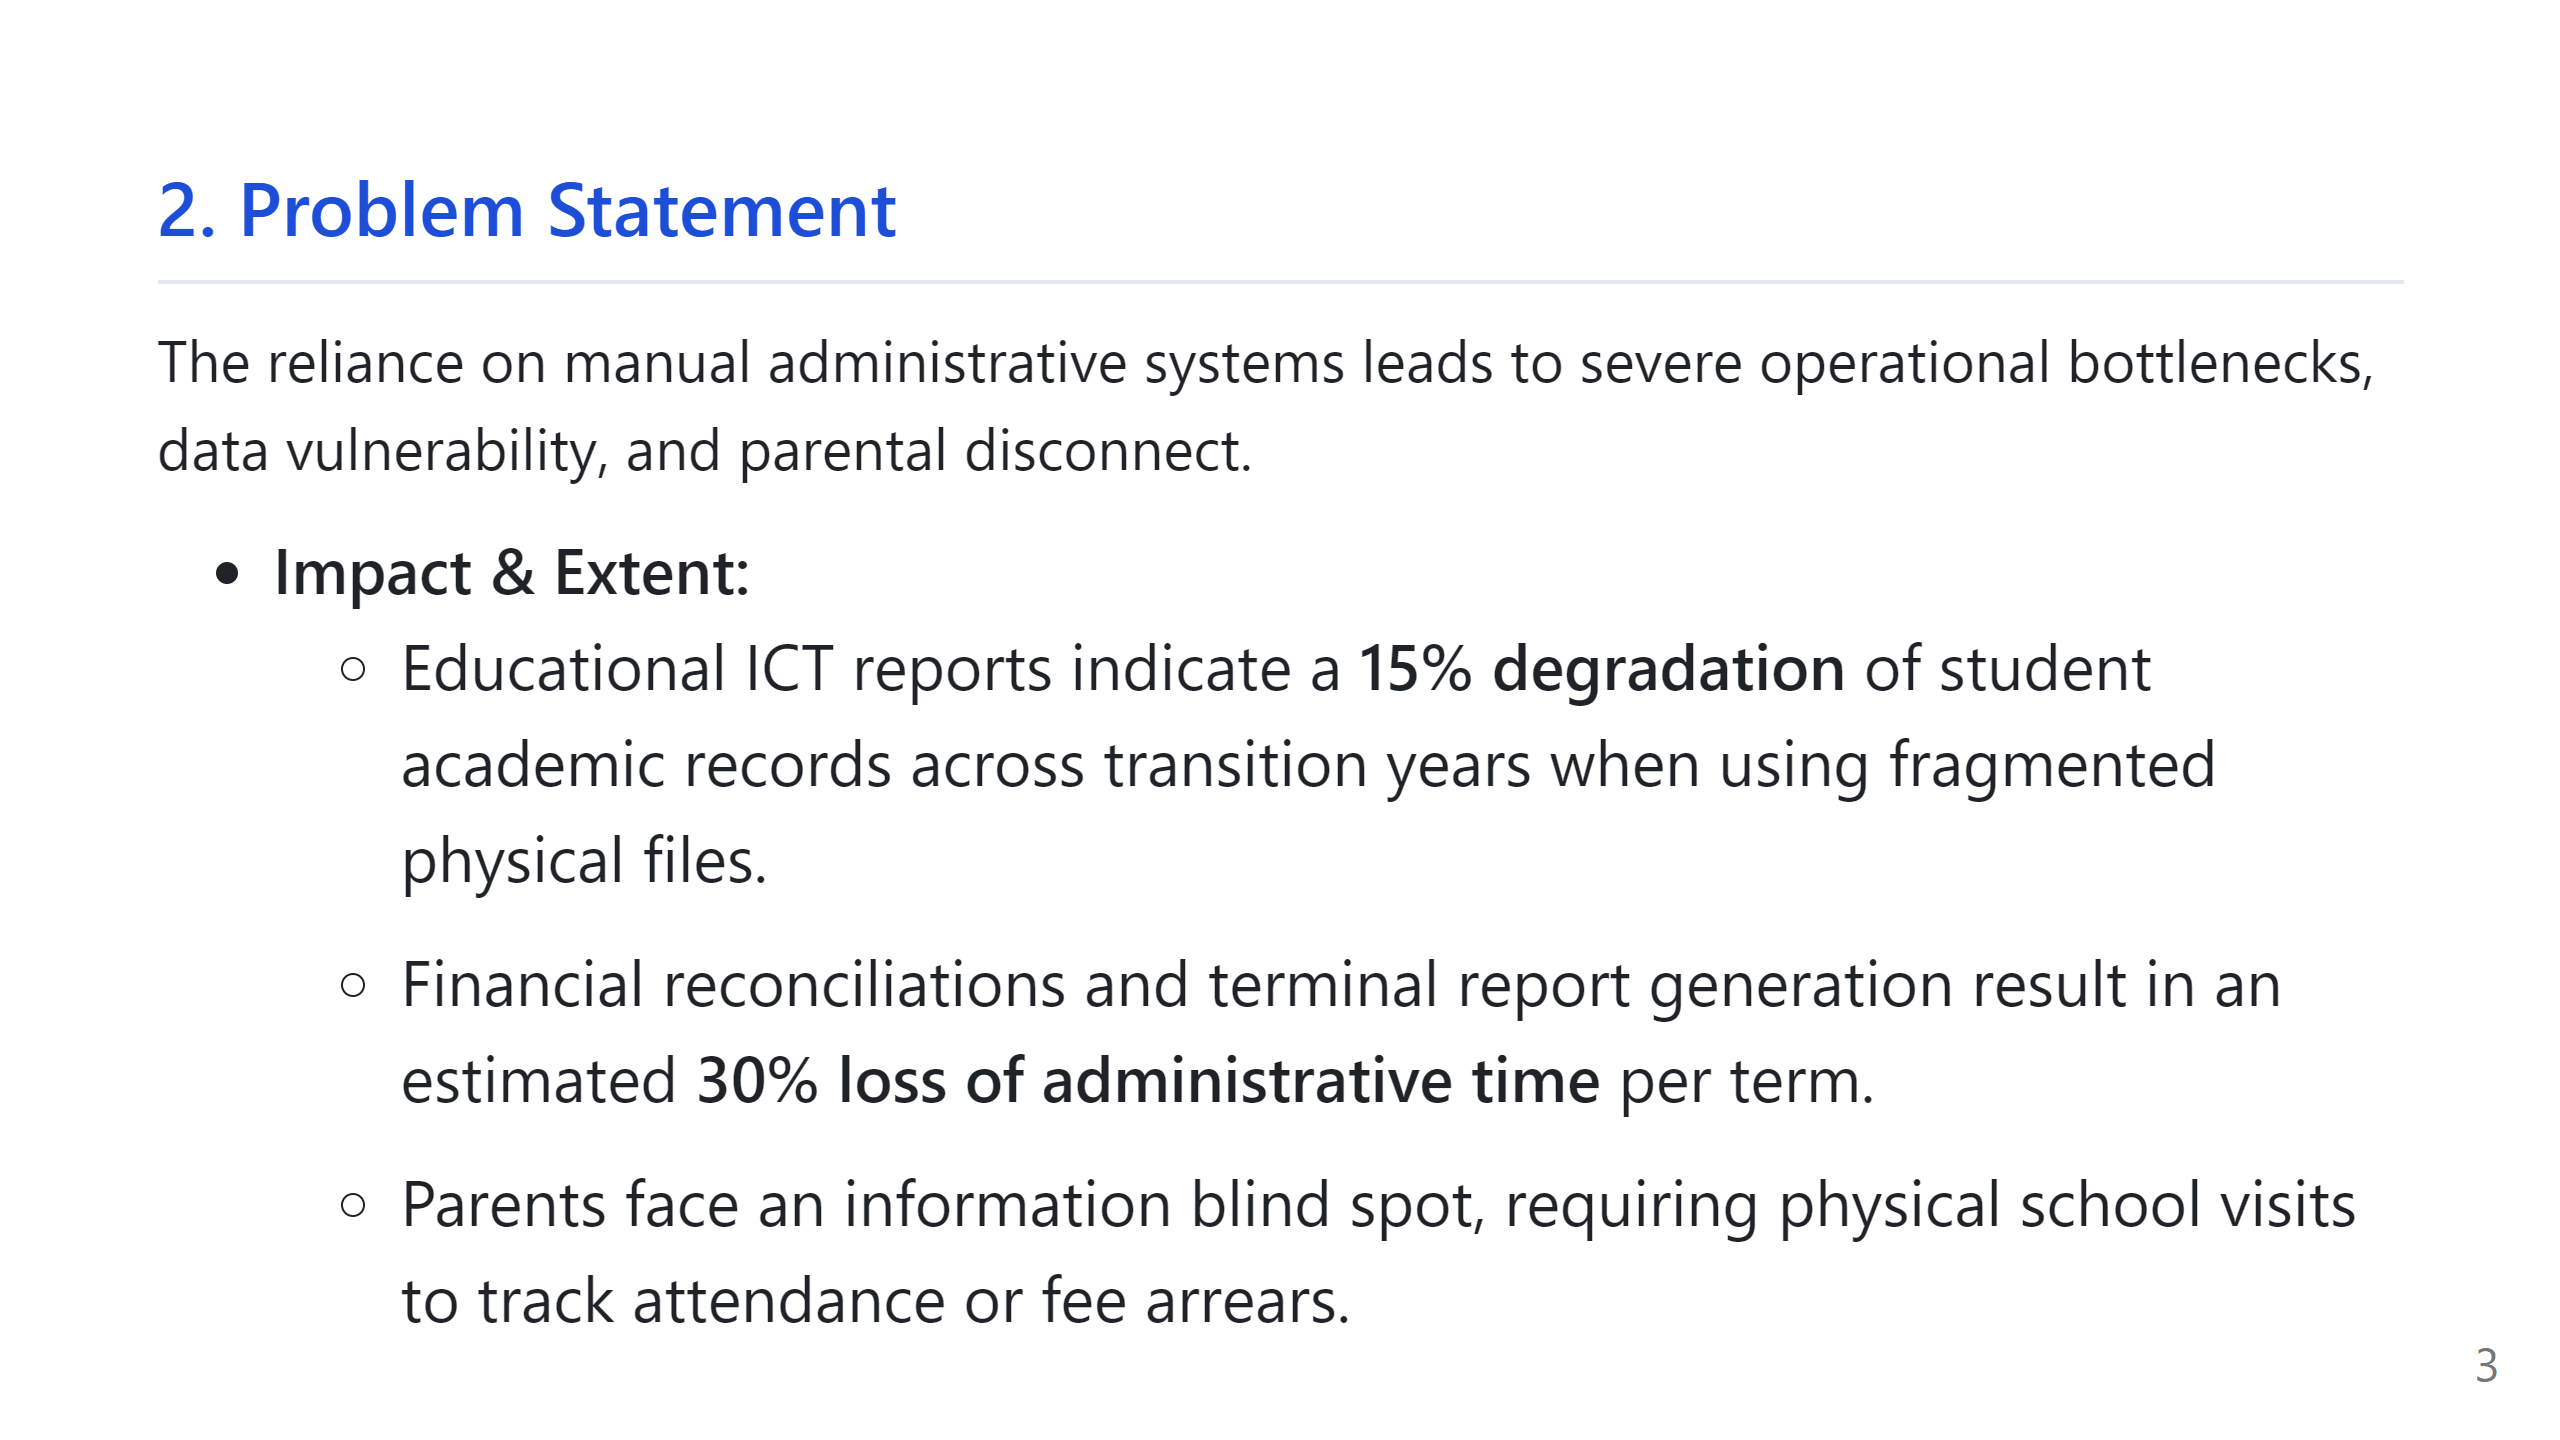 2. Problem Statement
The reliance on manual administrative systems leads to severe operational bottlenecks,
data vulnerability, and parental disconnect.
• Impact & Extent:
○ Educational ICT reports indicate a 15% degradation of student
academic records across transition years when using fragmented
physical files.
○ Financial reconciliations and terminal report generation result in an
estimated 30% loss of administrative time per term.
○ Parents face an information blind spot, requiring physical school visits
to track attendance or fee arrears.
3